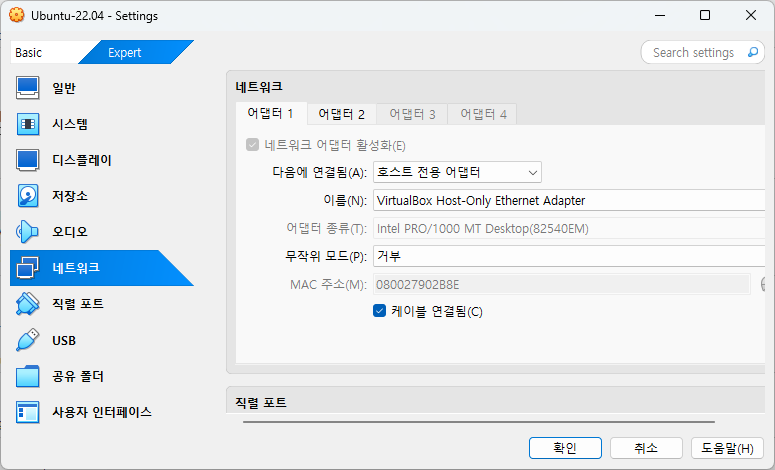 Ubuntu-22.04 - Settings
Basic
Expert
Search settings
일반
시스템
디스플레이
저장소
오디오
네트워크
직렬 포트
USB
공유 폴더
사용자 인터페이스
네트워크
어댑터 1 어댑터 2 어댑터 3 어댑터 4
네트워크 어댑터 활성화(E)
다음에 연결됨(A): 호스트 전용 어댑터
이름(N): VirtualBox Host-Only Ethernet Adapter
어댑터 종류(T): Intel PRO/1000 MT Desktop(82540EM)
무작위 모드(P): 거부
MAC 주소(M): 080027902B8E
케이블 연결됨(C)
직렬 포트
확인 취소 도움말(H)